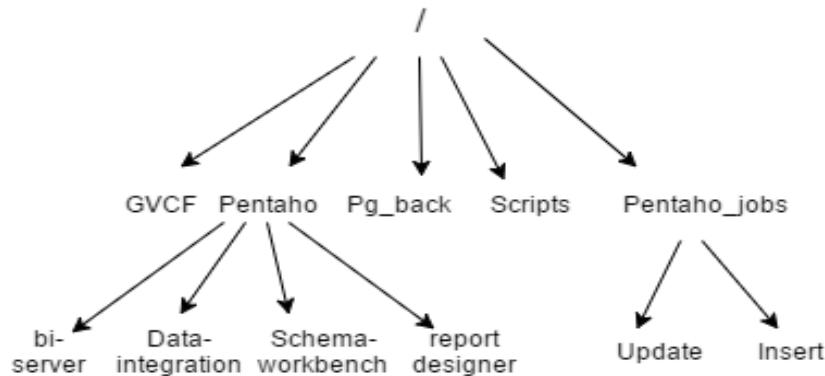 /
GVCF Pentaho Pg_back Scripts Pentaho_jobs
bi- Data- Schema- report
server integration workbench designer
Update Insert